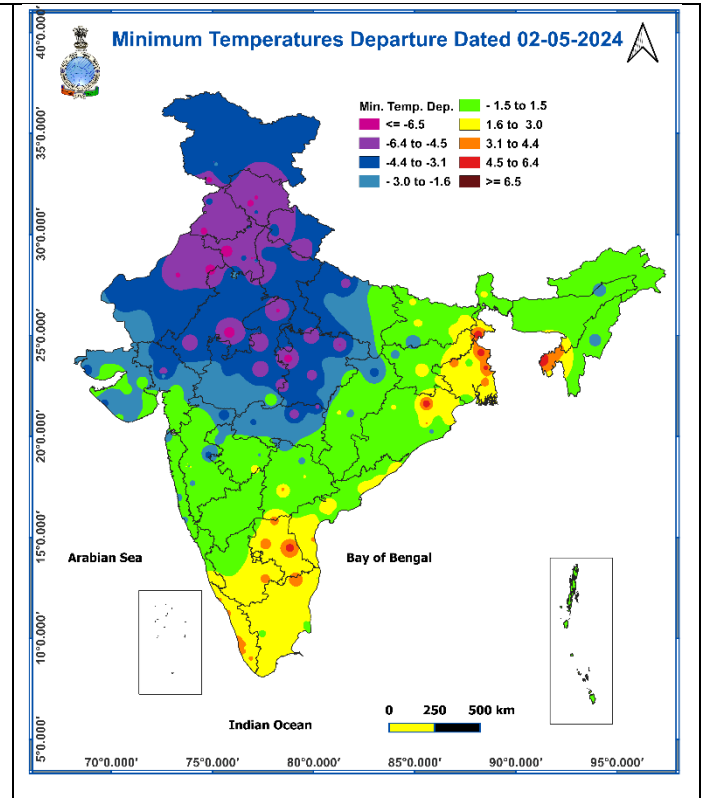 Minimum Temperatures Departure Dated 02-05-2024
Min. Temp. Dep.
<= -6.5
-6.4 to -4.5
-4.4 to -3.1
- 3.0 to -1.6
- 1.5 to 1.5
1.6 to 3.0
3.1 to 4.4
4.5 to 6.4
>= 6.5
40°0.000'
35°0.000'
30°0.000'
25°0.000'
20°0.000'
15°0.000'
10°0.000'
5°0.000'
Arabian Sea
Bay of Bengal
Indian Ocean
0 250 500 km
70°0.000' 75°0.000' 80°0.000' 85°0.000' 90°0.000' 95°0.000'